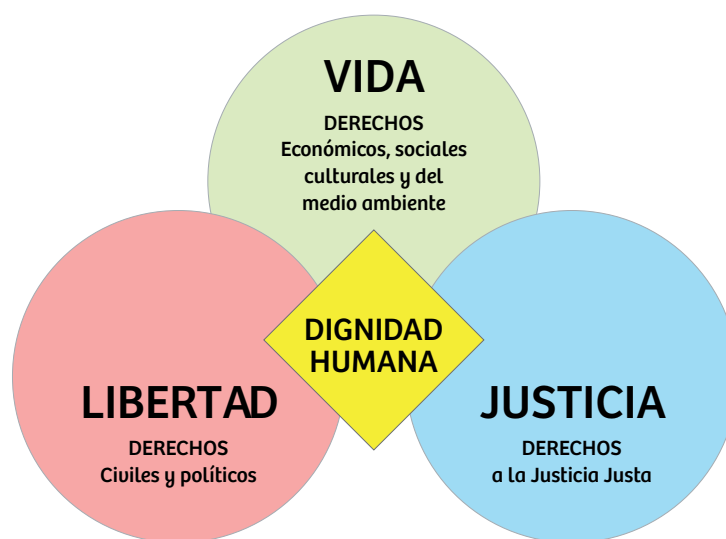 VIDA
DERECHOS
Económicos, sociales
culturales y del
medio ambiente
DIGNIDAD
HUMANA
LIBERTAD
DERECHOS
Civiles y políticos
JUSTICIA
DERECHOS
a la Justicia Justa